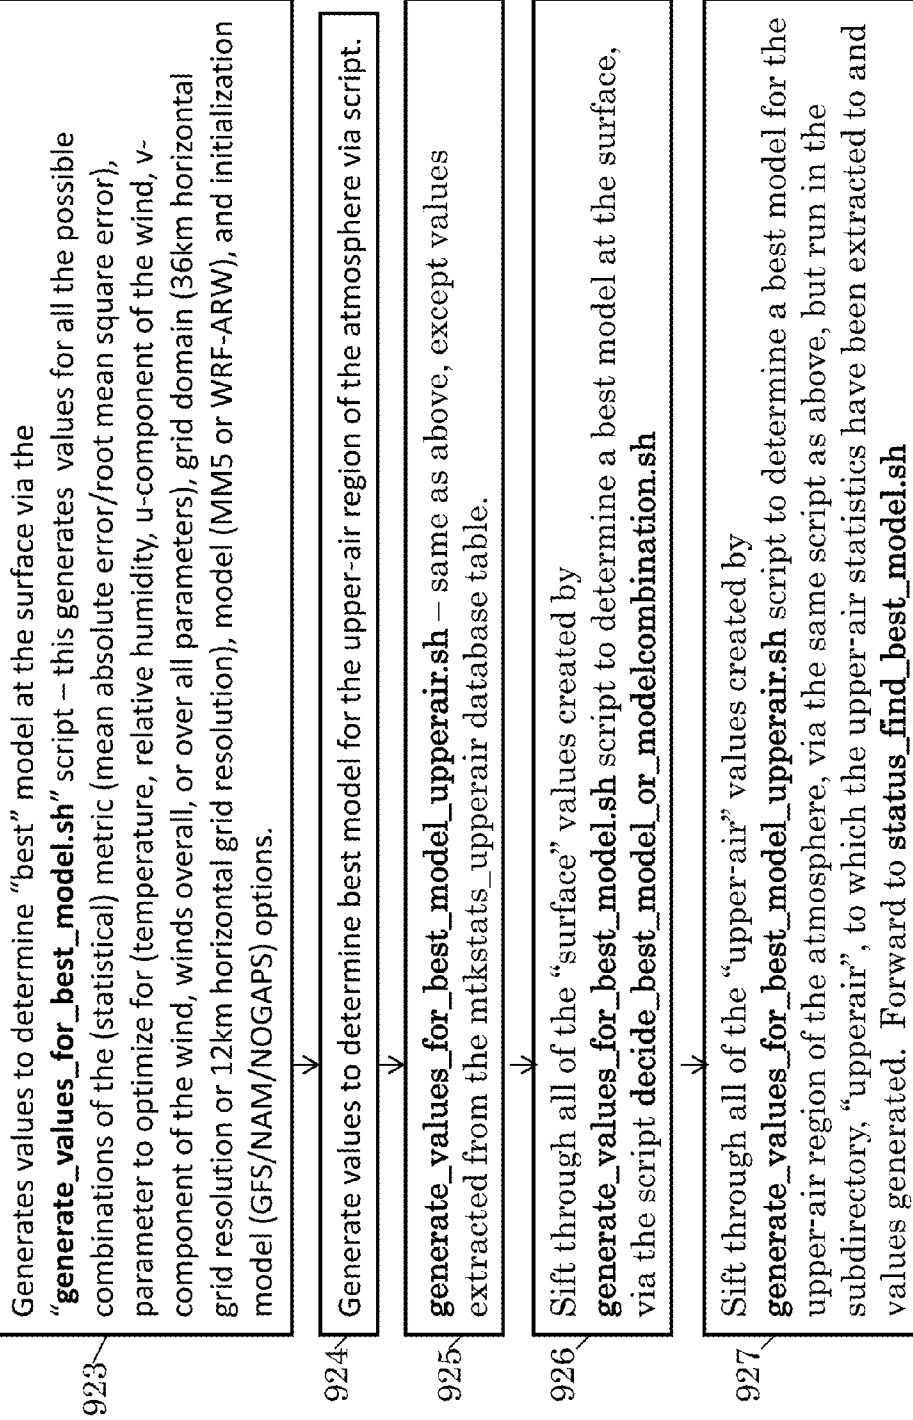 923
Generates values to determine “best” model at the surface via the
“generate_values_for_best_model.sh” script – this generates values for all the possible
combinations of the (statistical) metric (mean absolute error/root mean square error),
parameter to optimize for (temperature, relative humidity, u-component of the wind, v-
component of the wind, winds overall, or over all parameters), grid domain (36km horizontal
grid resolution or 12km horizontal grid resolution), model (MM5 or WRF-ARW), and initialization
model (GFS/NAM/NOGAPS) options.
924
Generate values to determine best model for the upper-air region of the atmosphere via script.
925
generate_values_for_best_model_upperair.sh – same as above, except values
extracted from the mtkstats_upperair database table.
926
Sift through all of the “surface” values created by
generate_values_for_best_model.sh script to determine a best model at the surface,
via the script decide_best_model_or_modelcombination.sh
927
Sift through all of the “upper-air” values created by
generate_values_for_best_model_upperair.sh script to determine a best model for the
upper-air region of the atmosphere, via the same script as above, but run in the
subdirectory, “upperair”, to which the upper-air statistics have been extracted to and
values generated. Forward to status_find_best_model.sh